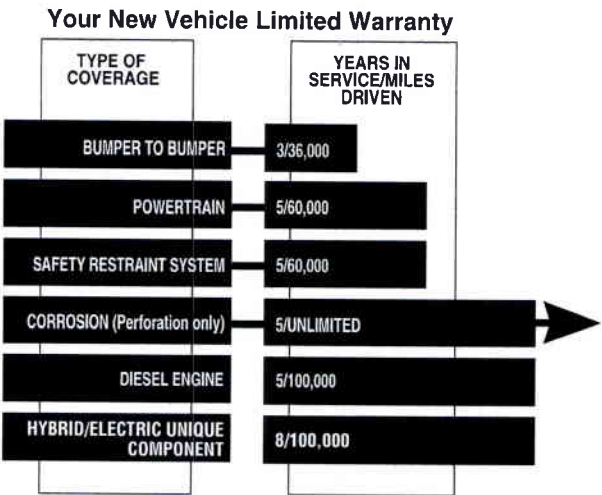 Your New Vehicle Limited Warranty
TYPE OF
COVERAGE
YEARS IN
SERVICE/MILES
DRIVEN
BUMPER TO BUMPER
3/36,000
POWERTRAIN
5/60,000
SAFETY RESTRAINT SYSTEM
5/60,000
CORROSION (Perforation only)
5/UNLIMITED
DIESEL ENGINE
5/100,000
HYBRID/ELECTRIC UNIQUE
COMPONENT
8/100,000